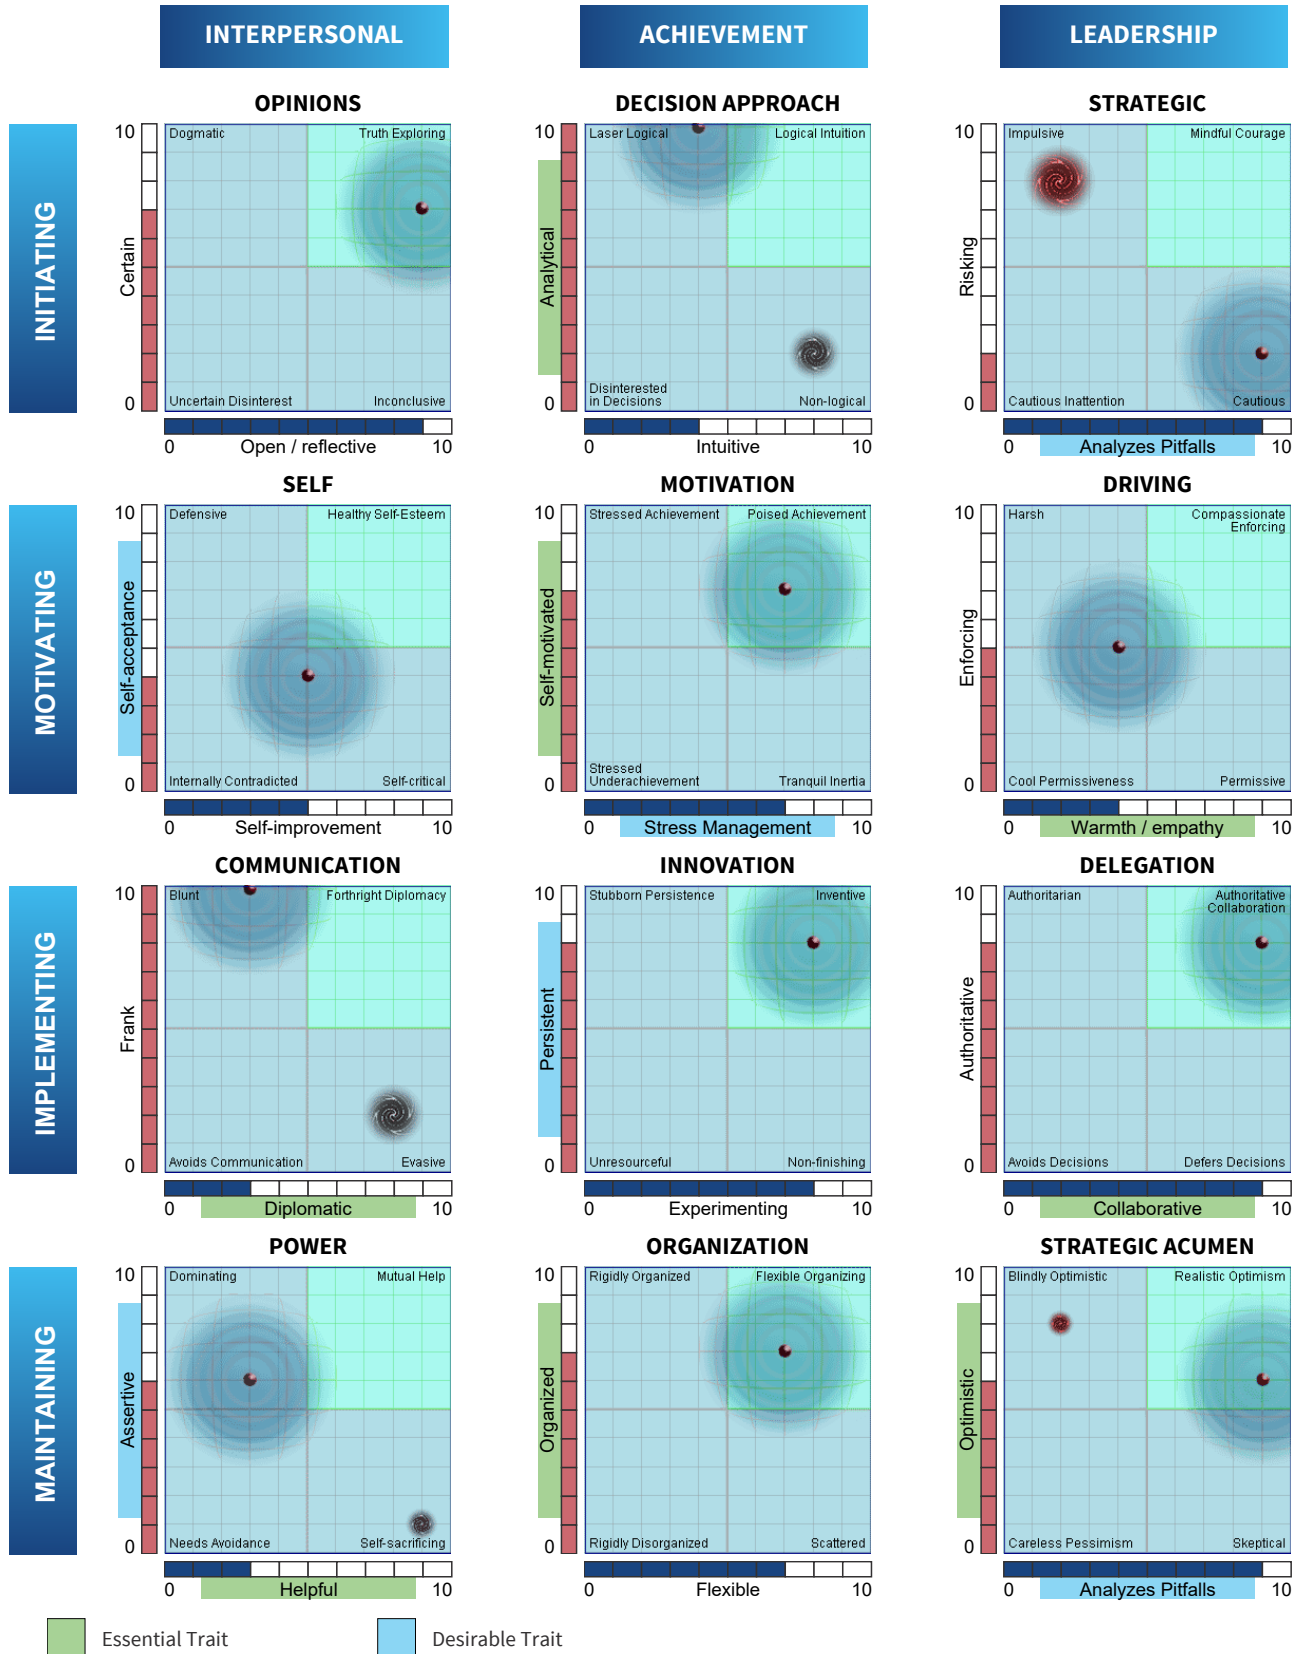 INTERPERSONAL
ACHIEVEMENT
LEADERSHIP
INITIATING
OPINIONS
10
Dogmatic
Truth Exploring
Certain
0
Uncertain Disinterest
Inconclusive
0
Open / reflective
10
DECISION APPROACH
10
Laser Logical
Logical Intuition
Analytical
0
Disinterested
in Decisions
Non-logical
0
Intuitive
10
STRATEGIC
10
Impulsive
Mindful Courage
Risking
0
Cautious Inattention
Cautious
0
Analyzes Pitfalls
10
MOTIVATING
SELF
10
Defensive
Healthy Self-Esteem
Self-acceptance
0
Internally Contradicted
Self-critical
0
Self-improvement
10
MOTIVATION
10
Stressed Achievement
Poised Achievement
Self-motivated
0
Stressed
Underachievement
Tranquil Inertia
0
Stress Management
10
DRIVING
10
Harsh
Compassionate
Enforcing
Enforcing
0
Cool Permissiveness
Permissive
0
Warmth / empathy
10
IMPLEMENTING
COMMUNICATION
10
Blunt
Forthright Diplomacy
Frank
0
Avoids Communication
Evasive
0
Diplomatic
10
INNOVATION
10
Stubborn Persistence
Inventive
Persistent
0
Unresourceful
Non-finishing
0
Experimenting
10
DELEGATION
10
Authoritarian
Authoritative
Collaboration
Authoritative
0
Avoids Decisions
Defers Decisions
0
Collaborative
10
MAINTAINING
POWER
10
Dominating
Mutual Help
Assertive
0
Needs Avoidance
Self-sacrificing
0
Helpful
10
ORGANIZATION
10
Rigidly Organized
Flexible Organizing
Organized
0
Rigidly Disorganized
Scattered
0
Flexible
10
STRATEGIC ACUMEN
10
Blindly Optimistic
Realistic Optimism
Optimistic
0
Careless Pessimism
Skeptical
0
Analyzes Pitfalls
10
Essential Trait
Desirable Trait